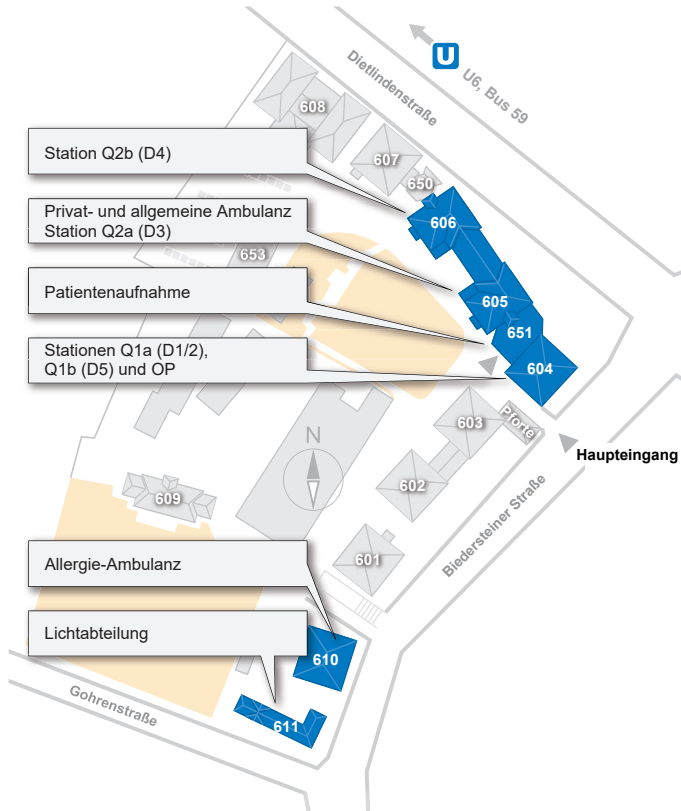 U
U6, Bus 59
Dietlindenstraße
608
607
650
Station Q2b (D4)
606
Privat- und allgemeine Ambulanz
Station Q2a (D3)
653
Patientenaufnahme
605
651
Stationen Q1a (D1/2),
Q1b (D5) und OP
604
603
Pforte
Haupteingang
N
602
609
Biedersteiner Straße
601
Allergie-Ambulanz
Lichtabteilung
610
Gohrenstraße
611